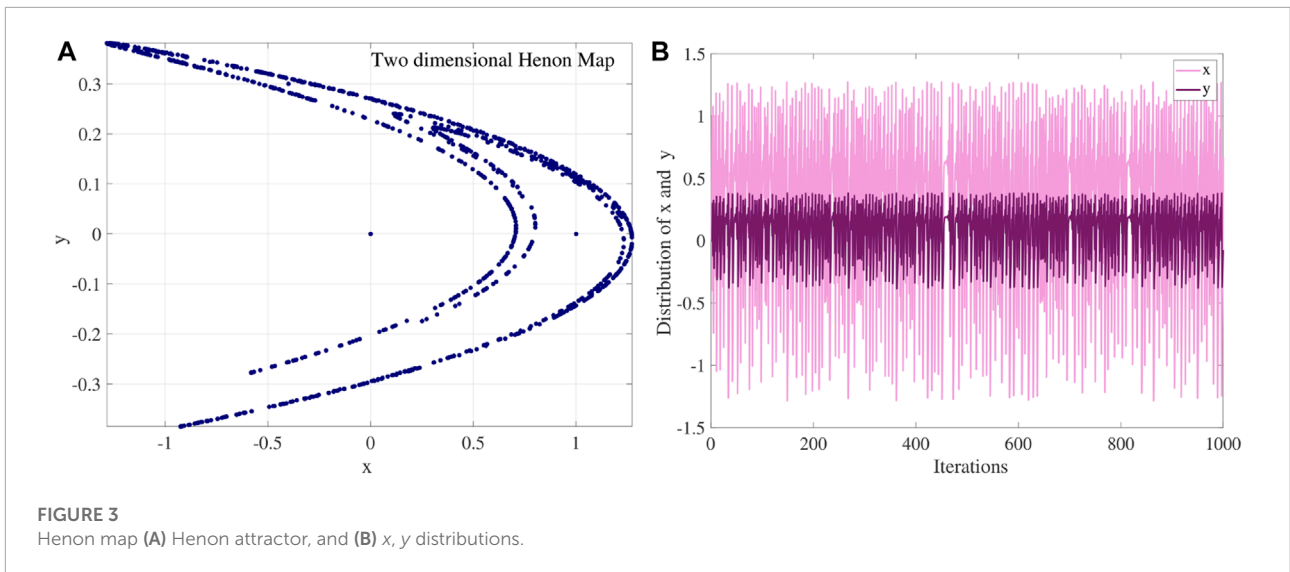 A
Two dimensional Henon Map
0.3
0.2
0.1
0
-0.1
-0.2
-0.3
y
-1
-0.5
0
0.5
1
x
B
x
y
1.5
1
0.5
0
-0.5
-1
-1.5
Distribution of x and y
0
200
400
600
800
1000
Iterations
FIGURE 3
Henon map (A) Henon attractor, and (B) x, y distributions.